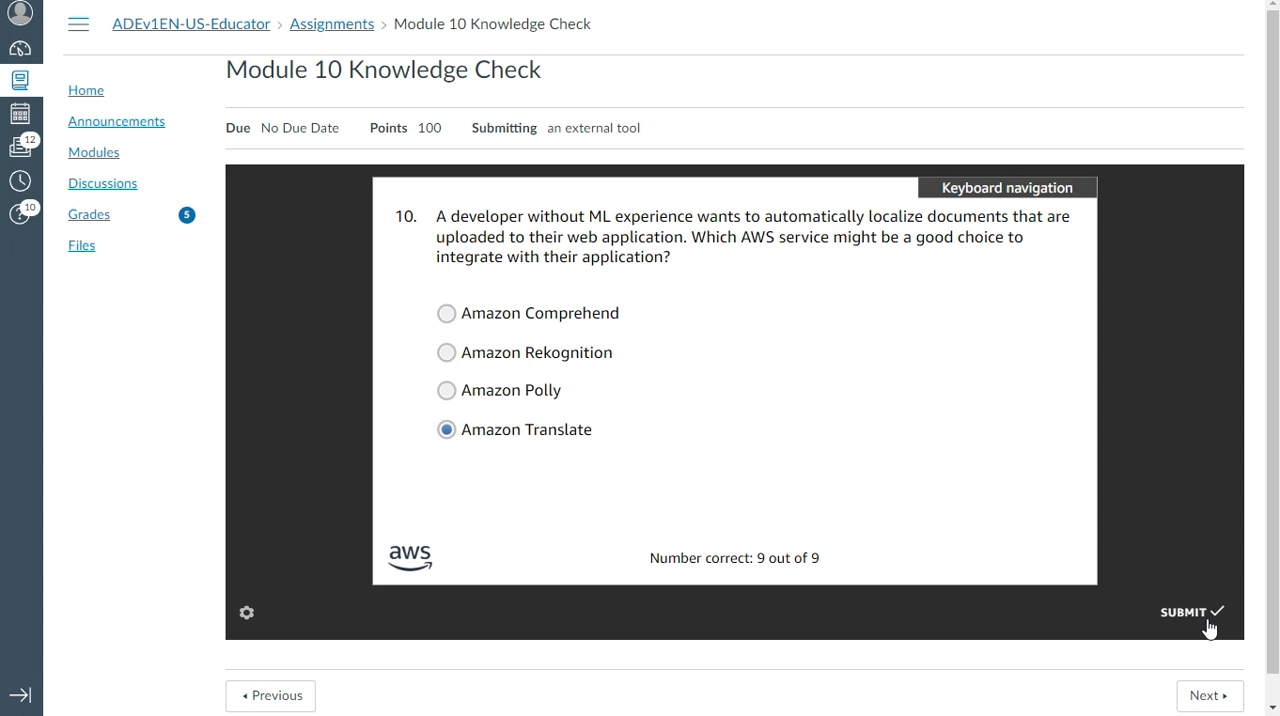 ADEv1EN-US-Educator › Assignments › Module 10 Knowledge Check
Module 10 Knowledge Check
Home
Announcements
Modules
Discussions
Grades 5
Files
12
10
Due No Due Date Points 100 Submitting an external tool
Keyboard navigation
10. A developer without ML experience wants to automatically localize documents that are
uploaded to their web application. Which AWS service might be a good choice to
integrate with their application?
Amazon Comprehend
Amazon Rekognition
Amazon Polly
Amazon Translate
aws
Number correct: 9 out of 9
SUBMIT
Previous
Next